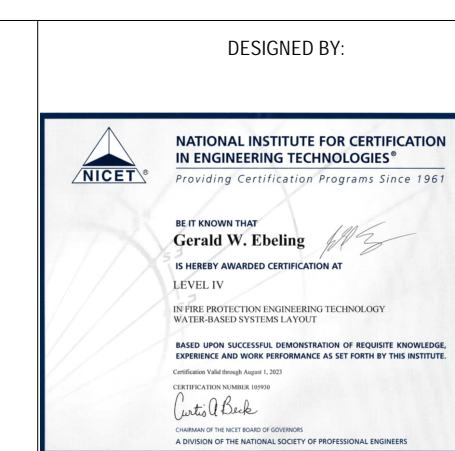 DESIGNED BY:
NICET®
NATIONAL INSTITUTE FOR CERTIFICATION
IN ENGINEERING TECHNOLOGIES®
Providing Certification Programs Since 1961
BE IT KNOWN THAT
Gerald W. Ebeling
IS HEREBY AWARDED CERTIFICATION AT
LEVEL IV
IN FIRE PROTECTION ENGINEERING TECHNOLOGY
WATER-BASED SYSTEMS LAYOUT
BASED UPON SUCCESSFUL DEMONSTRATION OF REQUISITE KNOWLEDGE,
EXPERIENCE AND WORK PERFORMANCE AS SET FORTH BY THIS INSTITUTE.
Certification Valid through August 1, 2023
CERTIFICATION NUMBER 105930
Curtis A Beck
CHAIRMAN OF THE NICET BOARD OF GOVERNORS
A DIVISION OF THE NATIONAL SOCIETY OF PROFESSIONAL ENGINEERS